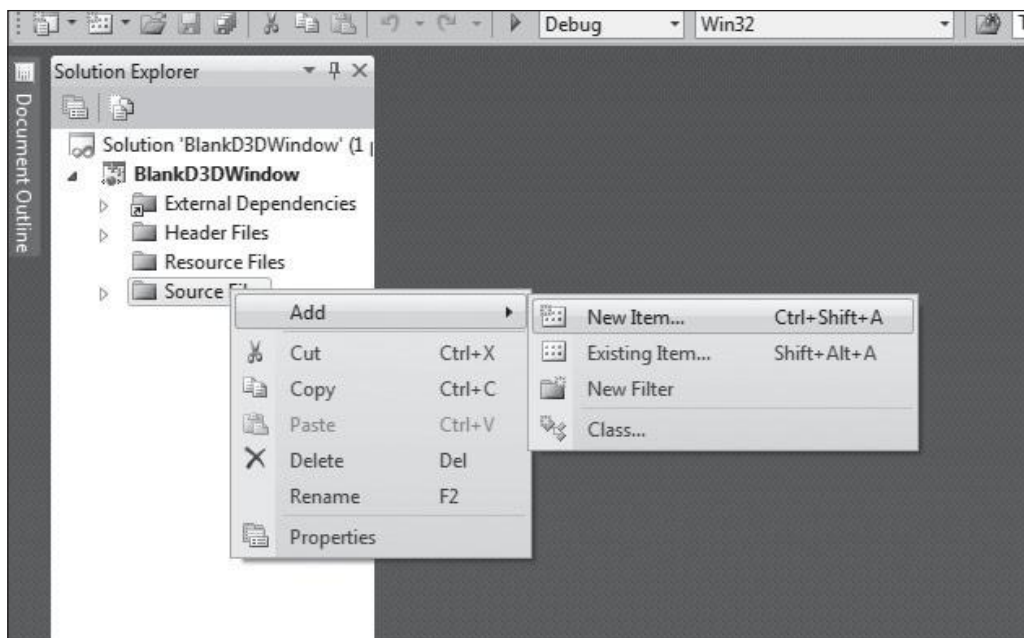 Debug
Win32
Document Outline
Solution Explorer
Solution 'BlankD3DWindow' (1
BlankD3DWindow
External Dependencies
Header Files
Resource Files
Source
Add
Cut Ctrl+X
Copy Ctrl+C
Paste Ctrl+V
Delete Del
Rename F2
Properties
New Item... Ctrl+Shift+A
Existing Item... Shift+Alt+A
New Filter
Class...